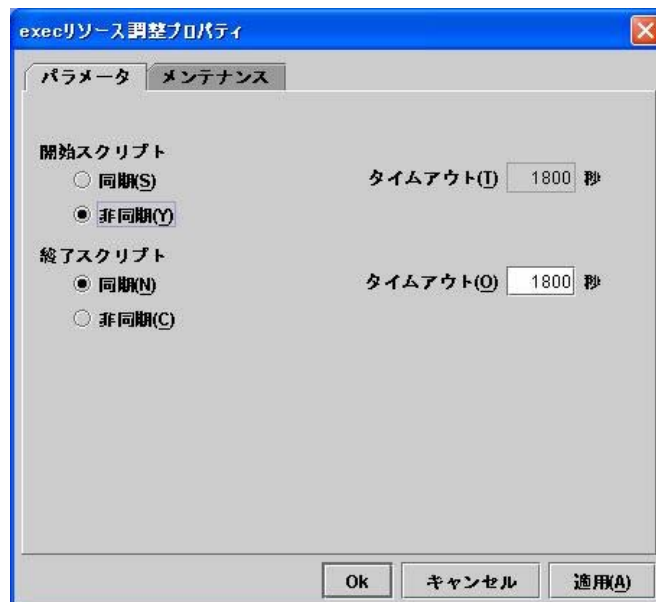 execリソース調整プロパティ
パラメータ メンテナンス
開始スクリプト
同期(S) タイムアウト(T) 1800 秒
非同期(Y)
終了スクリプト
同期(N) タイムアウト(O) 1800 秒
非同期(C)
Ok キャンセル 適用(A)